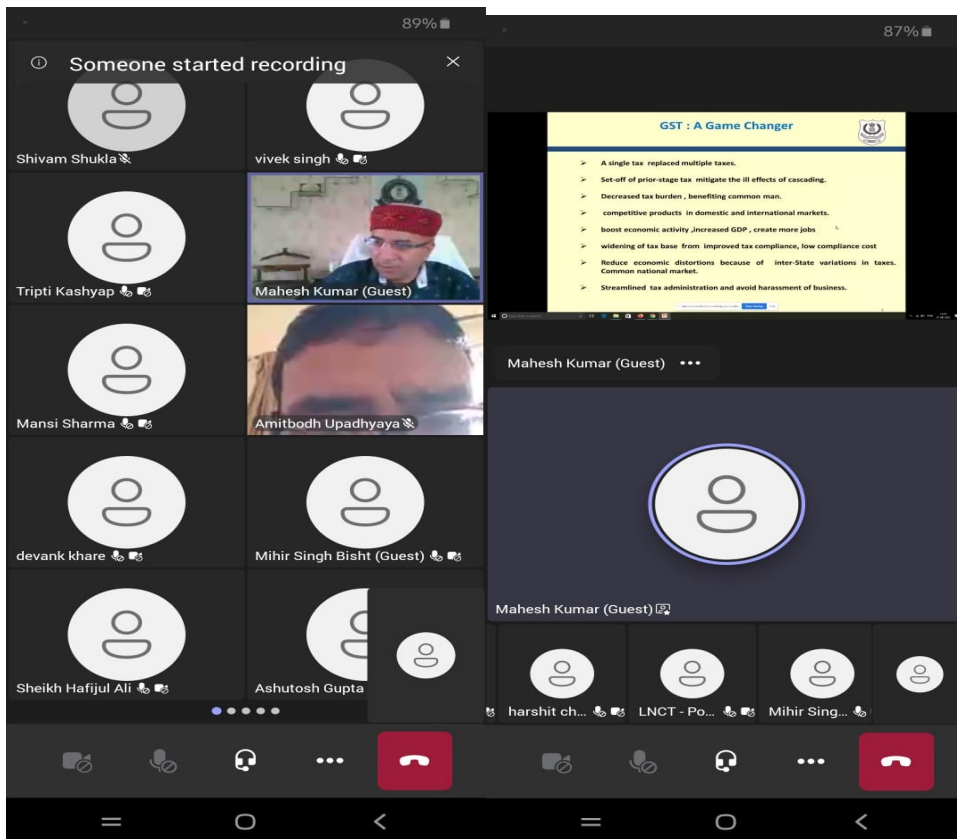 89%
Someone started recording
Shivam Shukla
vivek singh
Tripti Kashyap
Mahesh Kumar (Guest)
Mansi Sharma
Amitbodh Upadhyaya
devank khare
Mihir Singh Bisht (Guest)
Sheikh Hafijul Ali
Ashutosh Gupta
87%
GST : A Game Changer
A single tax replaced multiple taxes.
Set-off of prior-stage tax mitigate the ill effects of cascading.
Decreased tax burden , benefiting common man.
competitive products in domestic and international markets.
boost economic activity ,increased GDP , create more jobs
widening of tax base from improved tax compliance, low compliance cost
Reduce economic distortions because of inter-State variations in taxes.
Common national market.
Streamlined tax administration and avoid harassment of business.
Mahesh Kumar (Guest)
Mahesh Kumar (Guest)
harshit ch...
LNCT - Po...
Mihir Sing...